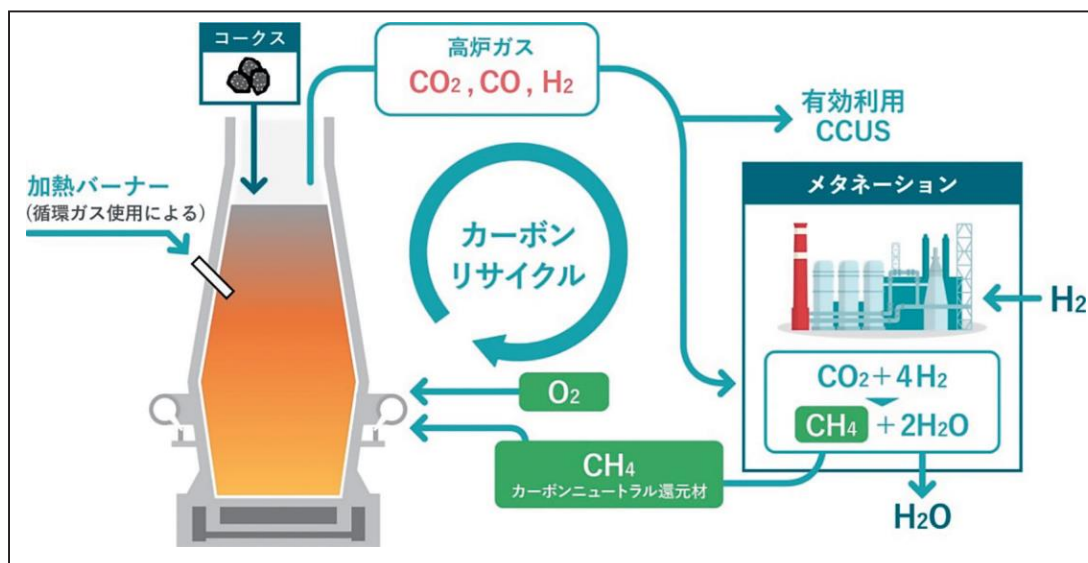 コークス
高炉ガス
CO₂ , CO , H₂
有効利用
CCUS
加熱バーナー
(循環ガス使用による)
カーボン
リサイクル
メタネーション
H₂
CO₂+4H₂
CH₄ +2H₂O
O₂
CH₄
カーボンニュートラル還元材
H₂O